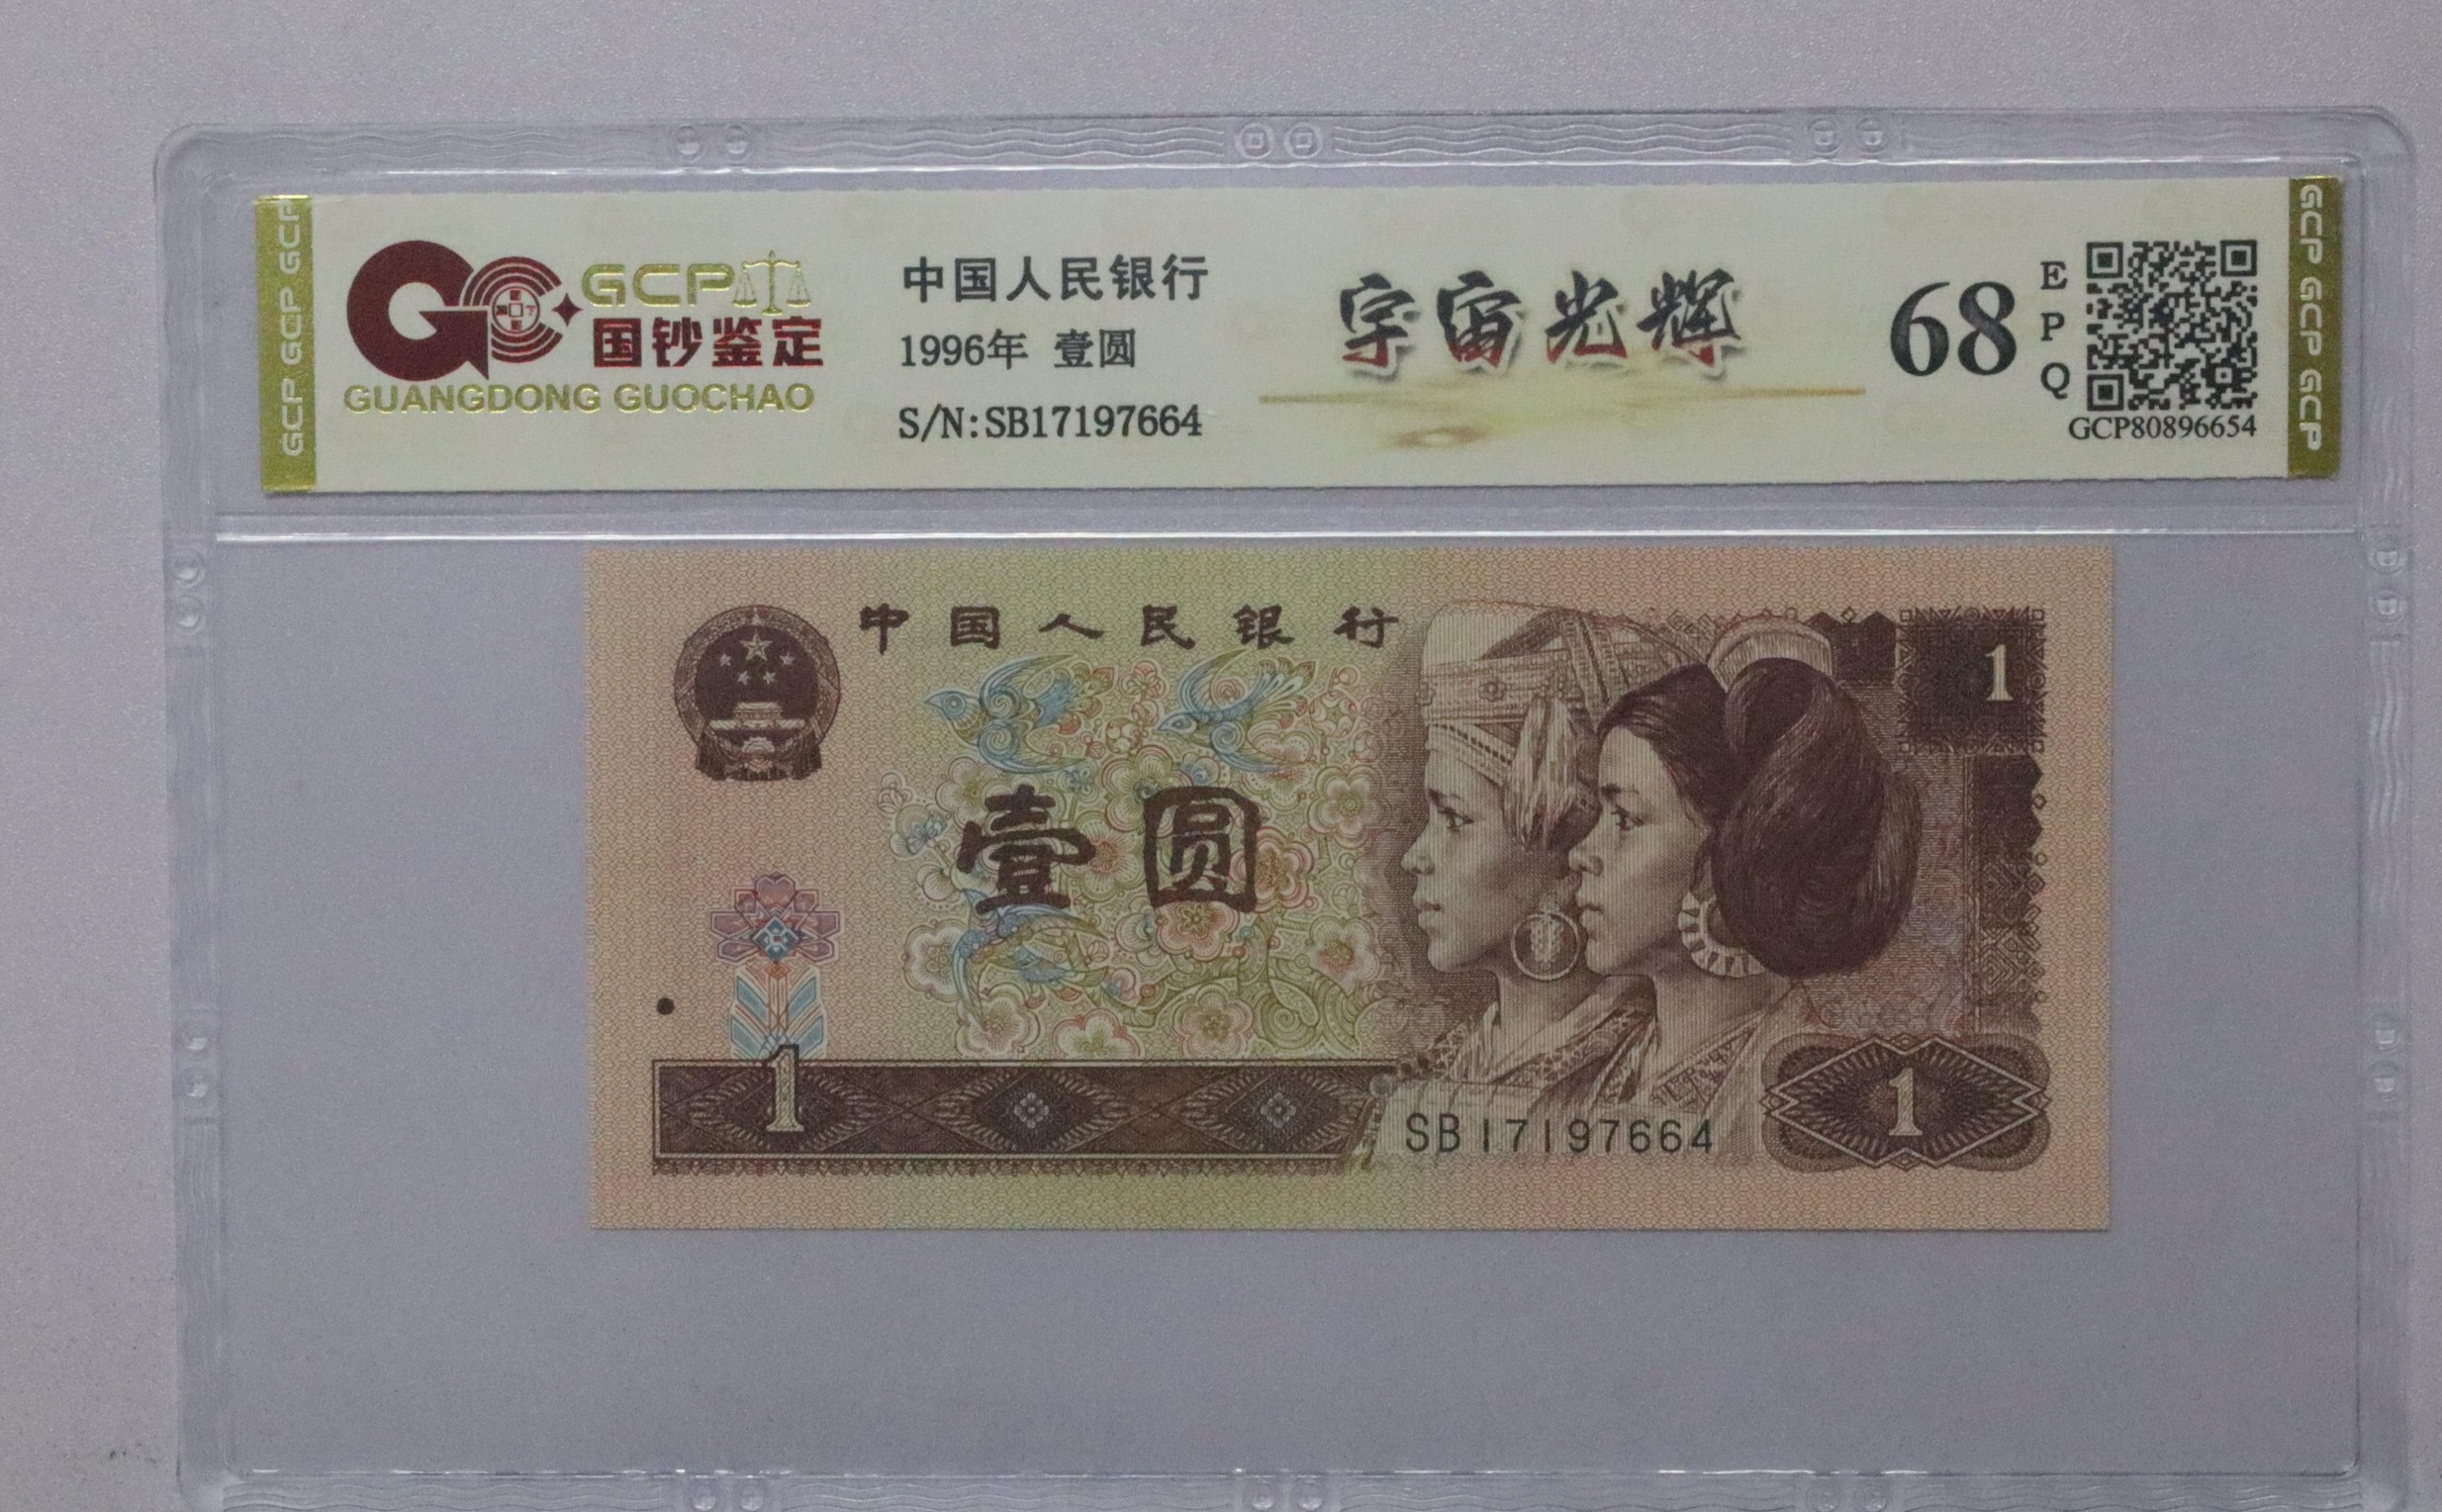 GCP GCP GCP
GCP
国钞鉴定
GUANGDONG GUOCHAO
中国人民银行
1996年 壹圆
S/N:SB17197664
宇宙光辉
68
E
P
Q
GCP80896654
GCP GCP GCP
中国人民银行
1
壹圆
1
SB17197664
1